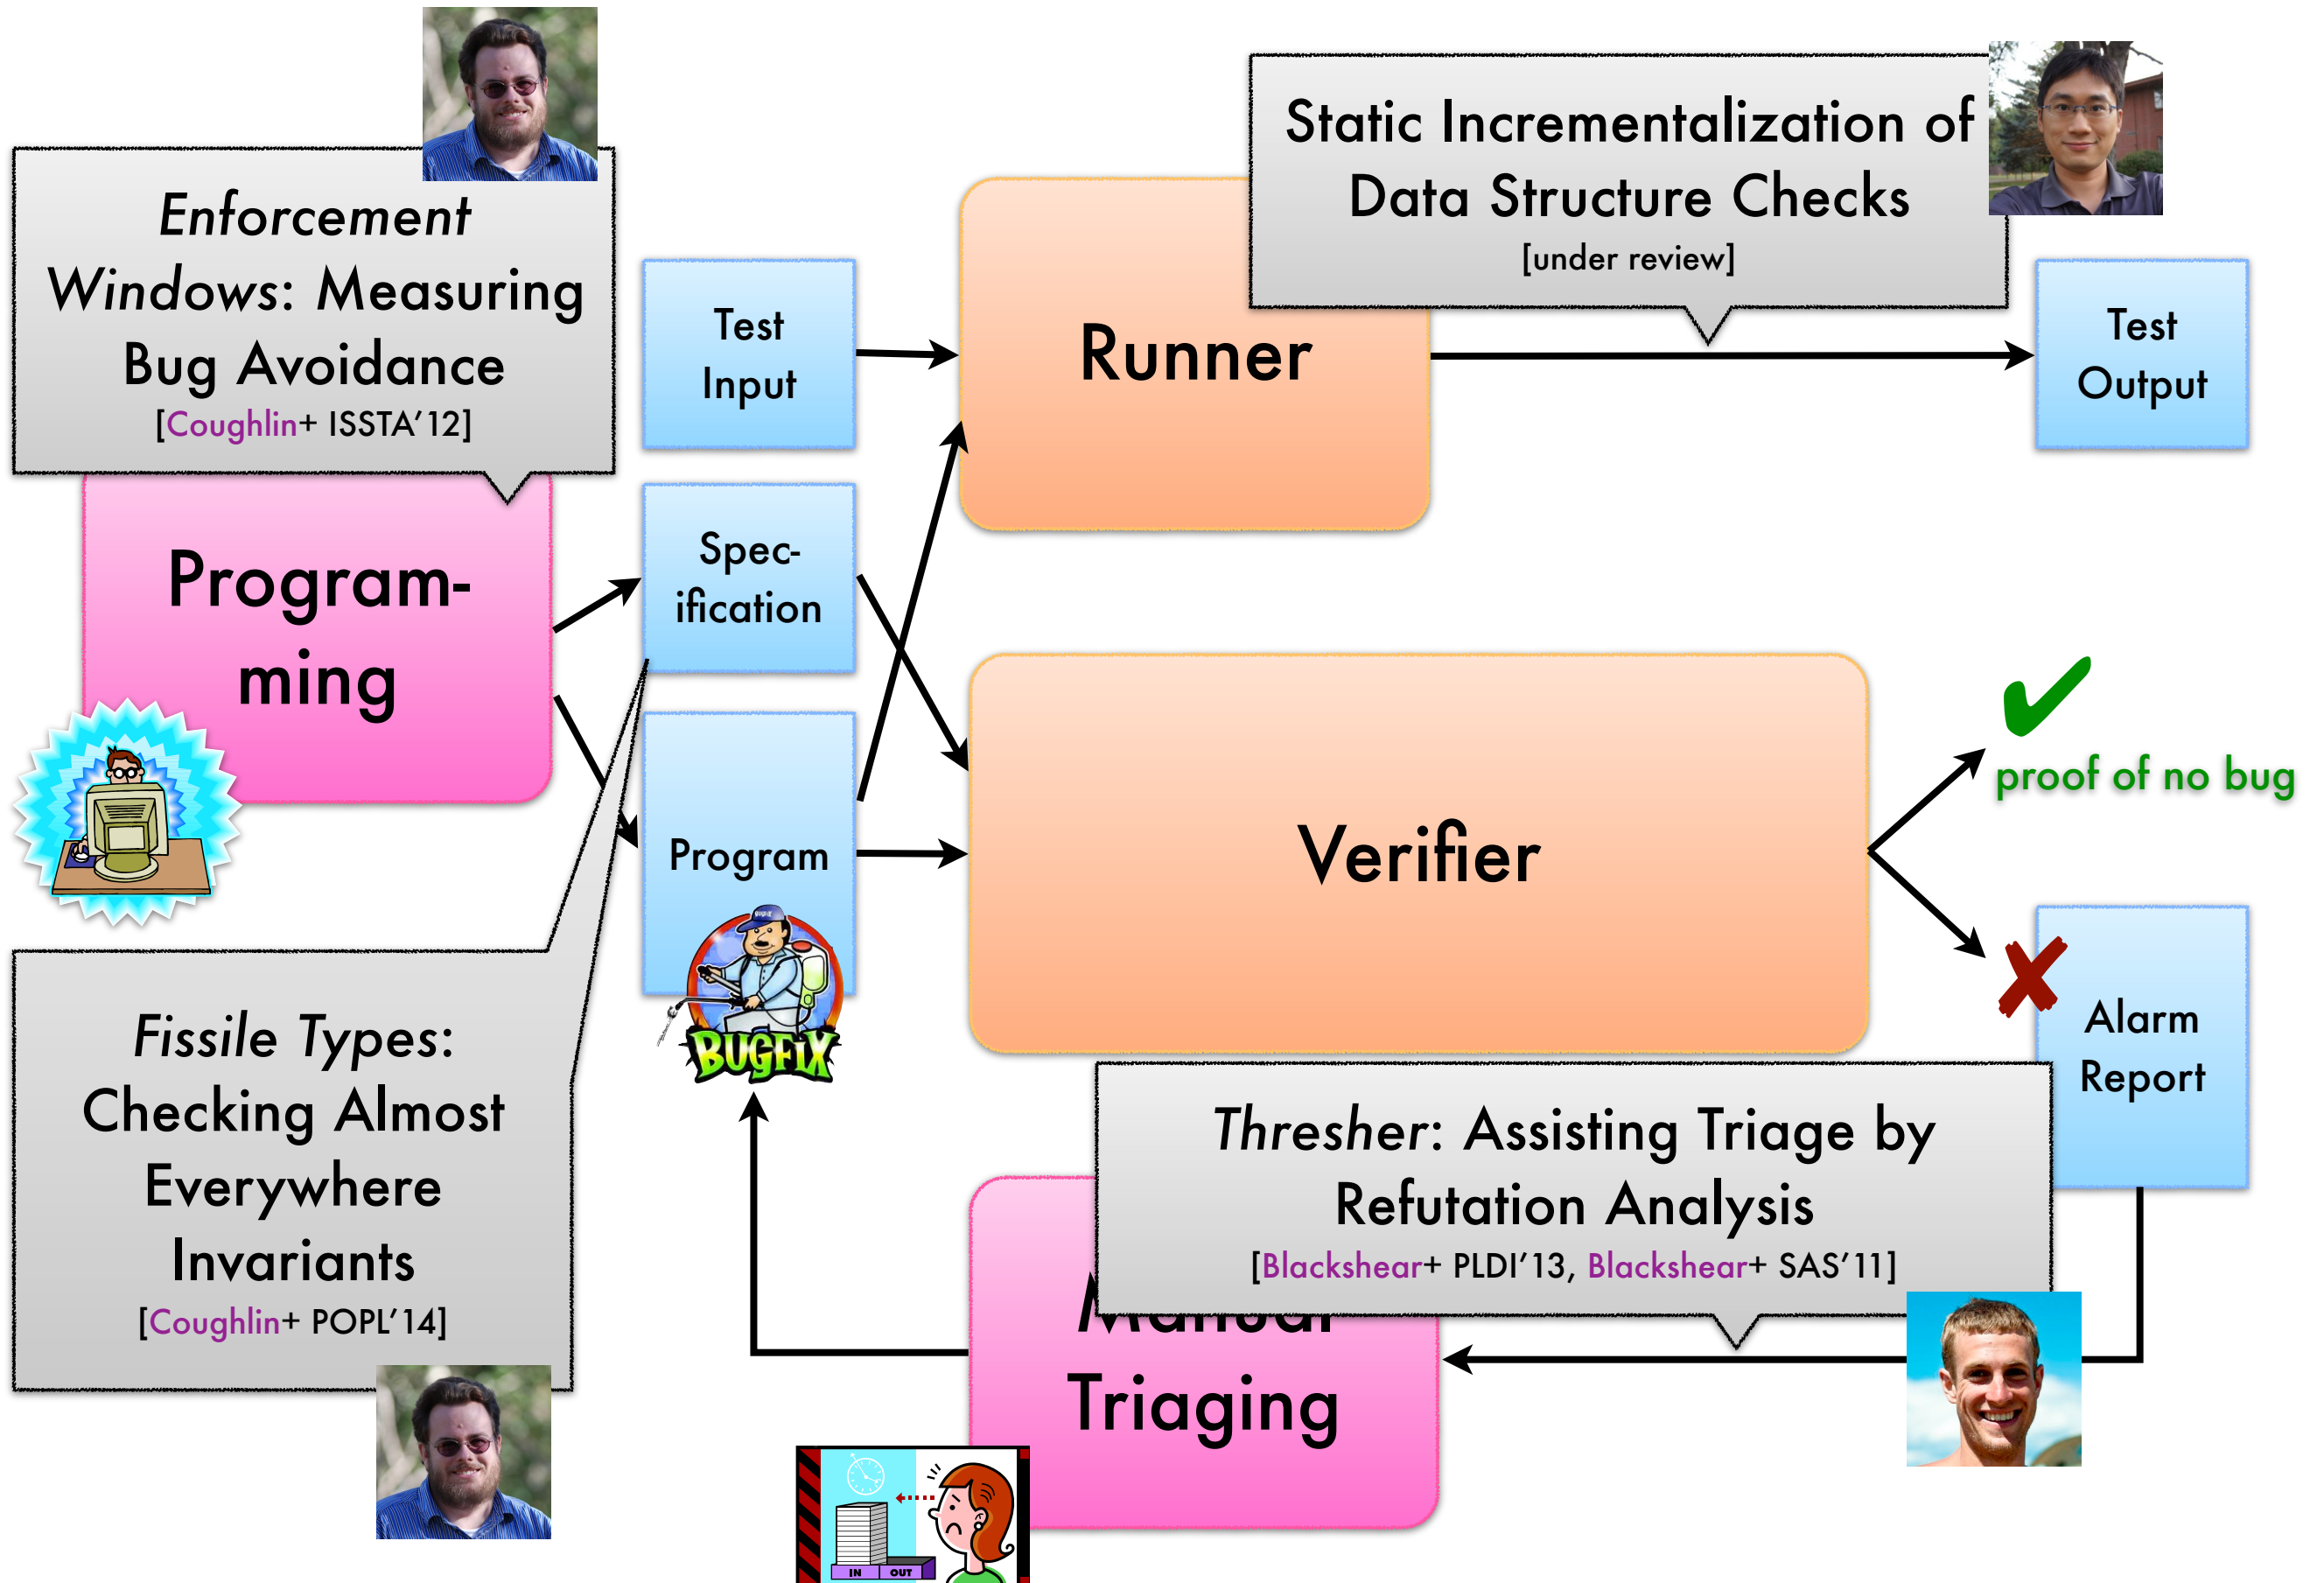 Enforcement
Windows: Measuring
Bug Avoidance
[Coughlin+ ISSTA’12]
Static Incrementalization of
Data Structure Checks
[under review]
Test
Input
Runner
Test
Output
Program-
ming
Spec-
ification
Program
BUGFIX
Verifier
proof of no bug
Alarm
Report
Fissile Types:
Checking Almost
Everywhere
Invariants
[Coughlin+ POPL’14]
Thresher: Assisting Triage by
Refutation Analysis
[Blackshear+ PLDI’13, Blackshear+ SAS’11]
Manual
Triaging
IN OUT